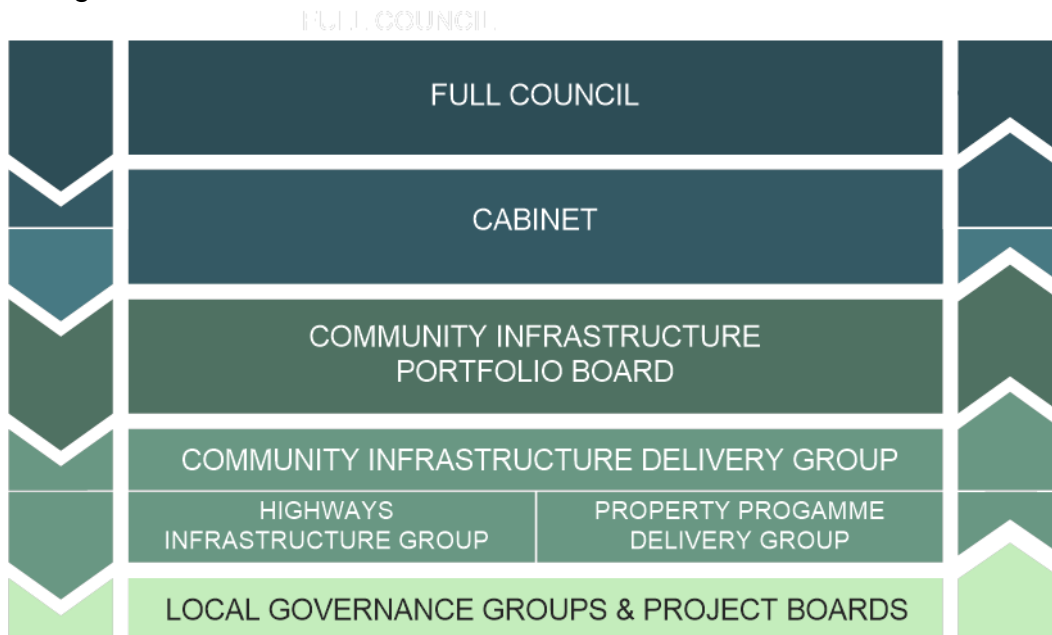 FULL COUNCIL
FULL COUNCIL
CABINET
COMMUNITY INFRASTRUCTURE
PORTFOLIO BOARD
COMMUNITY INFRASTRUCTURE DELIVERY GROUP
HIGHWAYS
INFRASTRUCTURE GROUP
PROPERTY PROGAMME
DELIVERY GROUP
LOCAL GOVERNANCE GROUPS & PROJECT BOARDS